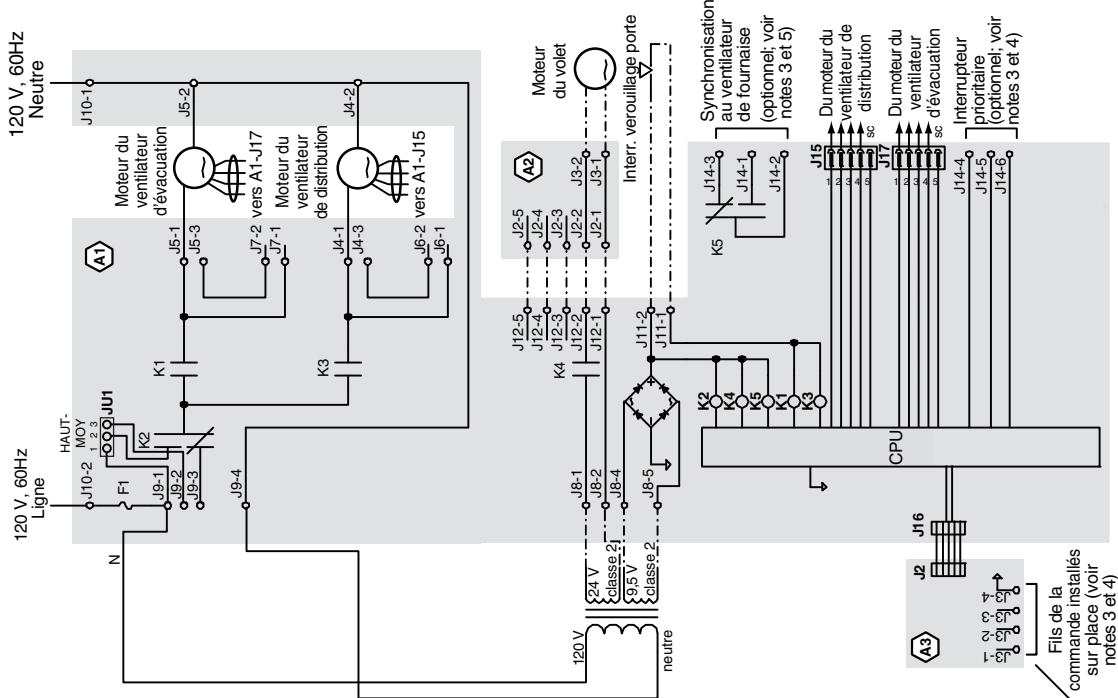 120 V, 60Hz
Neutre
J10-1
J5-2
J4-2
Moteur du
ventilateur
d'évacuation
vers A1-J17
Moteur du
ventilateur
de distribution
vers A1-J15
A1
J5-1
J5-3
J7-2
J7-1
J4-1
J4-3
J6-2
J6-1
K1
K3
HAUT-
MOY
JU1
1 2 3
K2
120 V, 60Hz
Ligne
J10-2
F1
J9-1
J9-2
J9-3
J9-4
N
Moteur
du volet
Interr. verouillage porte
A2
J3-2
J3-1
J2-5
J2-4
J2-3
J2-2
J2-1
J12-5
J12-4
J12-3
J12-2
J12-1
J11-2
J11-1
K4
J8-1
J8-2
J8-4
J8-5
24 V
classe 2
9,5 V
classe 2
120 V
neutre
Synchronisation
au ventilateur
de fournaise
(optionnel; voir
notes 3 et 5)
J14-3
J14-1
J14-2
K5
Du moteur du
ventilateur de
distribution
J15
1
2
3
4
5
sc
Du moteur du
ventilateur
d'évacuation
J17
1
2
3
4
5
sc
Interrupteur
prioritaire
(optionnel; voir
notes 3 et 4)
J14-4
J14-5
J14-6
K2
K4
K5
K1
K3
CPU
J16
J2
A3
J3-4
J3-3
J3-2
J3-1
Fils de la
commande installés
sur place (voir
notes 3 et 4)